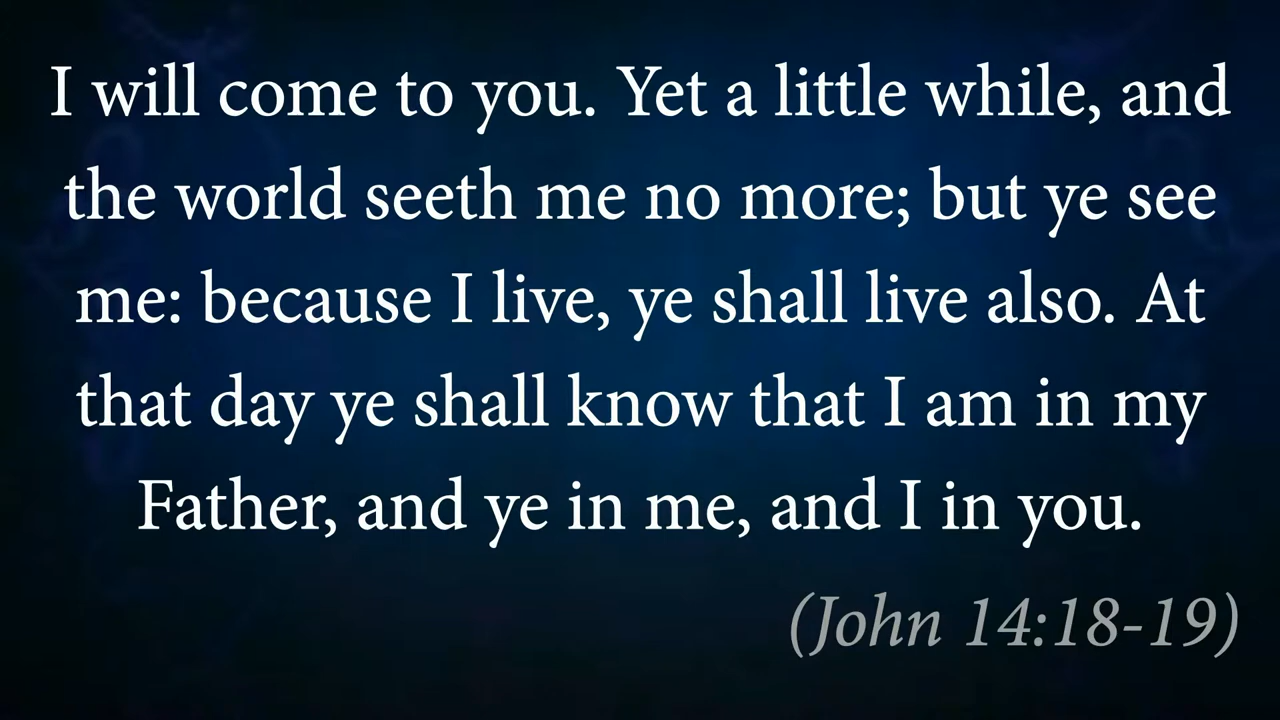 I will come to you. Yet a little while, and
the world seeth me no more; but ye see
me: because I live, ye shall live also. At
that day ye shall know that I am in my
Father, and ye in me, and I in you.
(John 14:18-19)